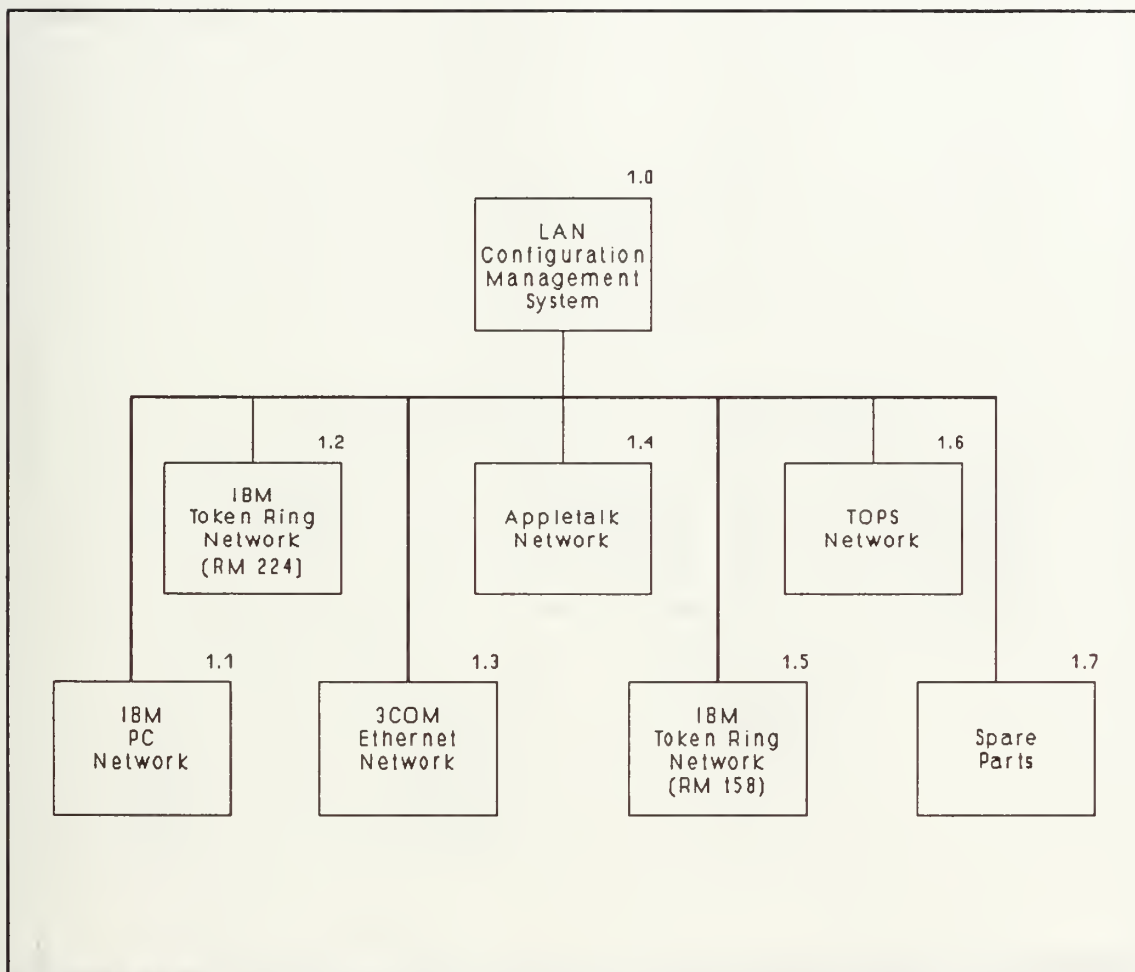 1.0
LAN
Configuration
Management
System
1.2
IBM
Token Ring
Network
(RM 224)
1.4
Appletalk
Network
1.6
TOPS
Network
1.1
IBM
PC
Network
1.3
3COM
Ethernet
Network
1.5
IBM
Token Ring
Network
(RM 158)
1.7
Spare
Parts